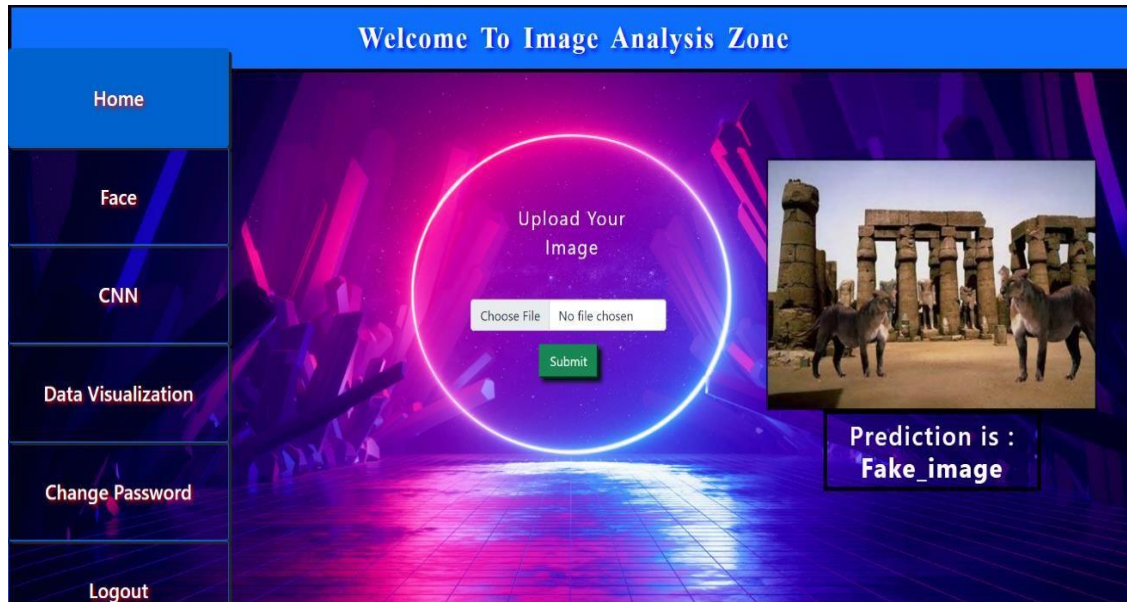 Welcome To Image Analysis Zone
Home
Face
CNN
Data Visualization
Change Password
Logout
Upload Your
Image
Choose File No file chosen
Submit
Prediction is :
Fake_image